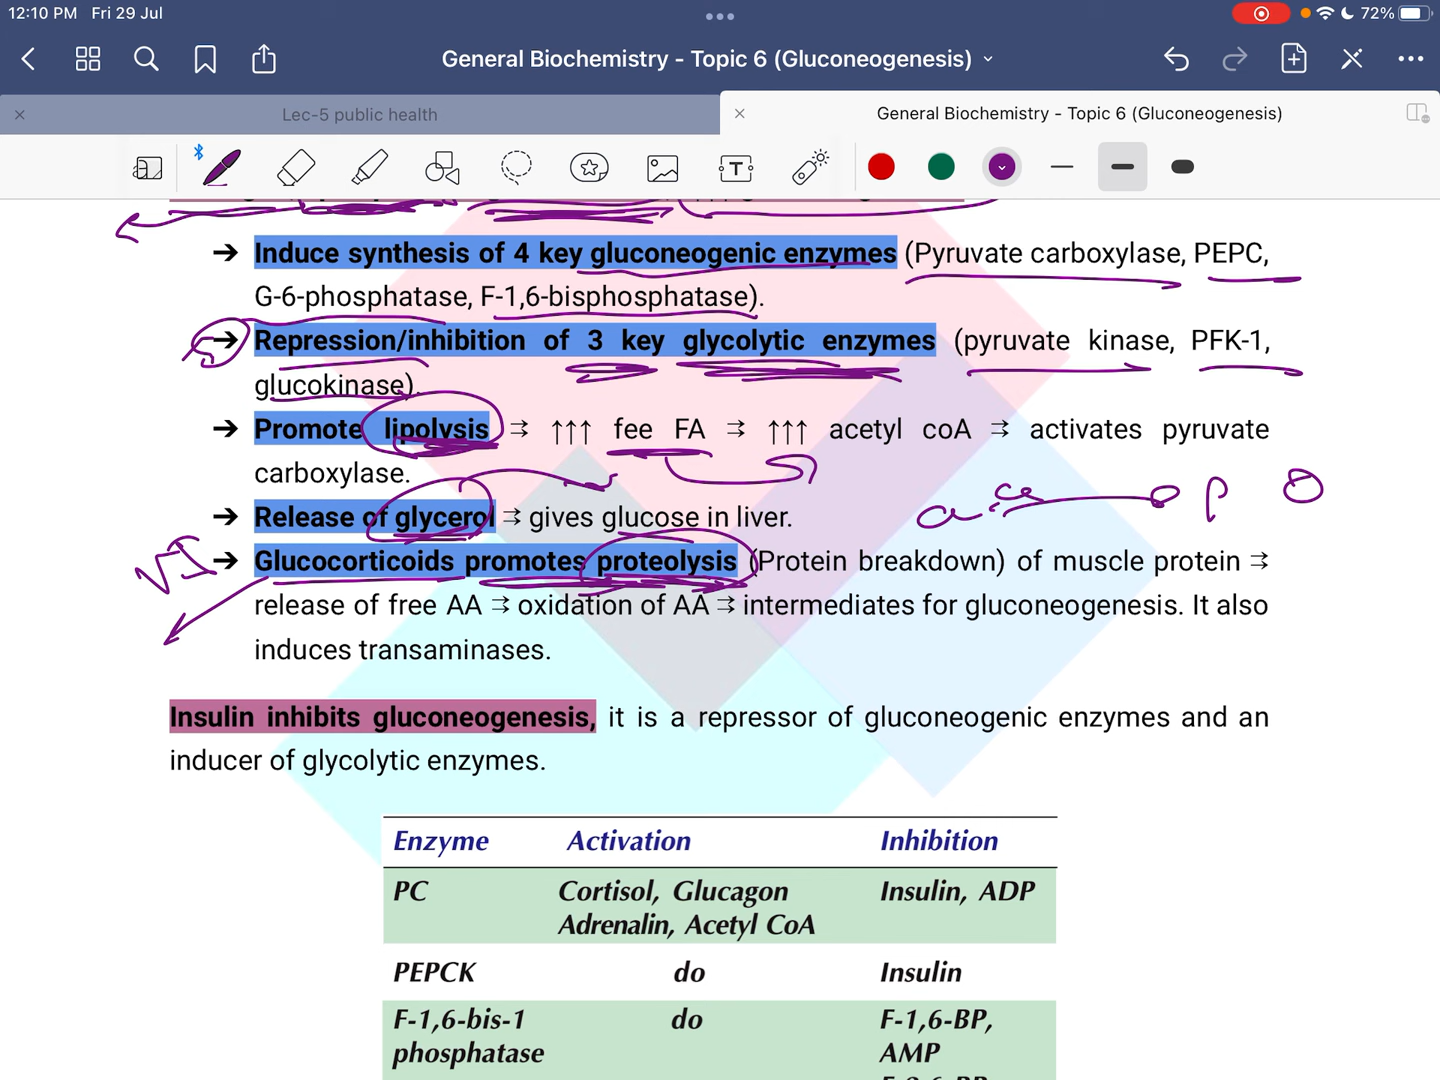 12:10 PM Fri 29 Jul
72%
General Biochemistry - Topic 6 (Gluconeogenesis)
Lec-5 public health
General Biochemistry - Topic 6 (Gluconeogenesis)
T
➔ Induce synthesis of 4 key gluconeogenic enzymes (Pyruvate carboxylase, PEPC,
G-6-phosphatase, F-1,6-bisphosphatase).
➔ Repression/inhibition of 3 key glycolytic enzymes (pyruvate kinase, PFK-1,
glucokinase).
➔ Promote lipolysis ⇉ ↑↑↑ fee FA ⇉ ↑↑↑ acetyl coA ⇉ activates pyruvate
carboxylase.
➔ Release of glycerol ⇉ gives glucose in liver.
➔ Glucocorticoids promotes proteolysis (Protein breakdown) of muscle protein ⇉
release of free AA ⇉ oxidation of AA ⇉ intermediates for gluconeogenesis. It also
induces transaminases.
Insulin inhibits gluconeogenesis, it is a repressor of gluconeogenic enzymes and an
inducer of glycolytic enzymes.
Enzyme Activation Inhibition
PC Cortisol, Glucagon Insulin, ADP
Adrenalin, Acetyl CoA
PEPCK do Insulin
F-1,6-bis-1 do F-1,6-BP,
phosphatase AMP